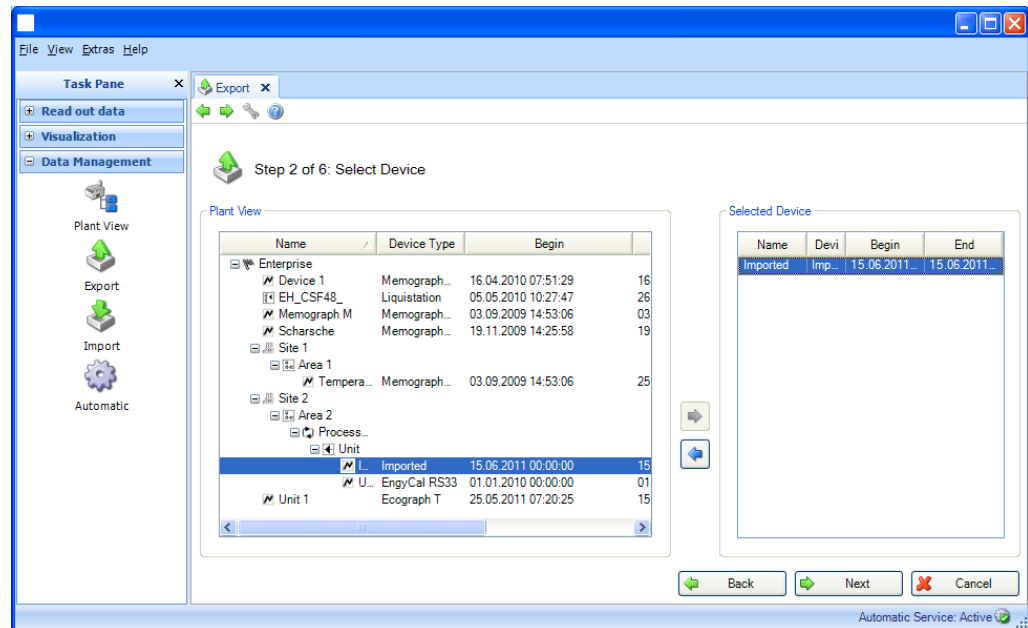 File View Extras Help
Task Pane
Export
Read out data
Visualization
Data Management
Step 2 of 6: Select Device
Plant View
Export
Import
Automatic
Plant View
Name Device Type Begin
Enterprise
Device 1 Memograph... 16.04.2010 07:51:29 16
EH_CSF48_ Liquistation 05.05.2010 10:27:47 26
Memograph M Memograph... 03.09.2009 14:53:06 03
Scharsche Memograph... 19.11.2009 14:25:58 19
Site 1
Area 1
Tempera... Memograph... 03.09.2009 14:53:06 25
Site 2
Area 2
Process...
Unit
I... Imported 15.06.2011 00:00:00 15
U... EngyCal RS33 01.01.2010 00:00:00 01
Unit 1 Ecograph T 25.05.2011 07:20:25 15
Selected Device
Name Devi Begin End
Imported Imp... 15.06.2011... 15.06.2011...
Back Next Cancel
Automatic Service: Active